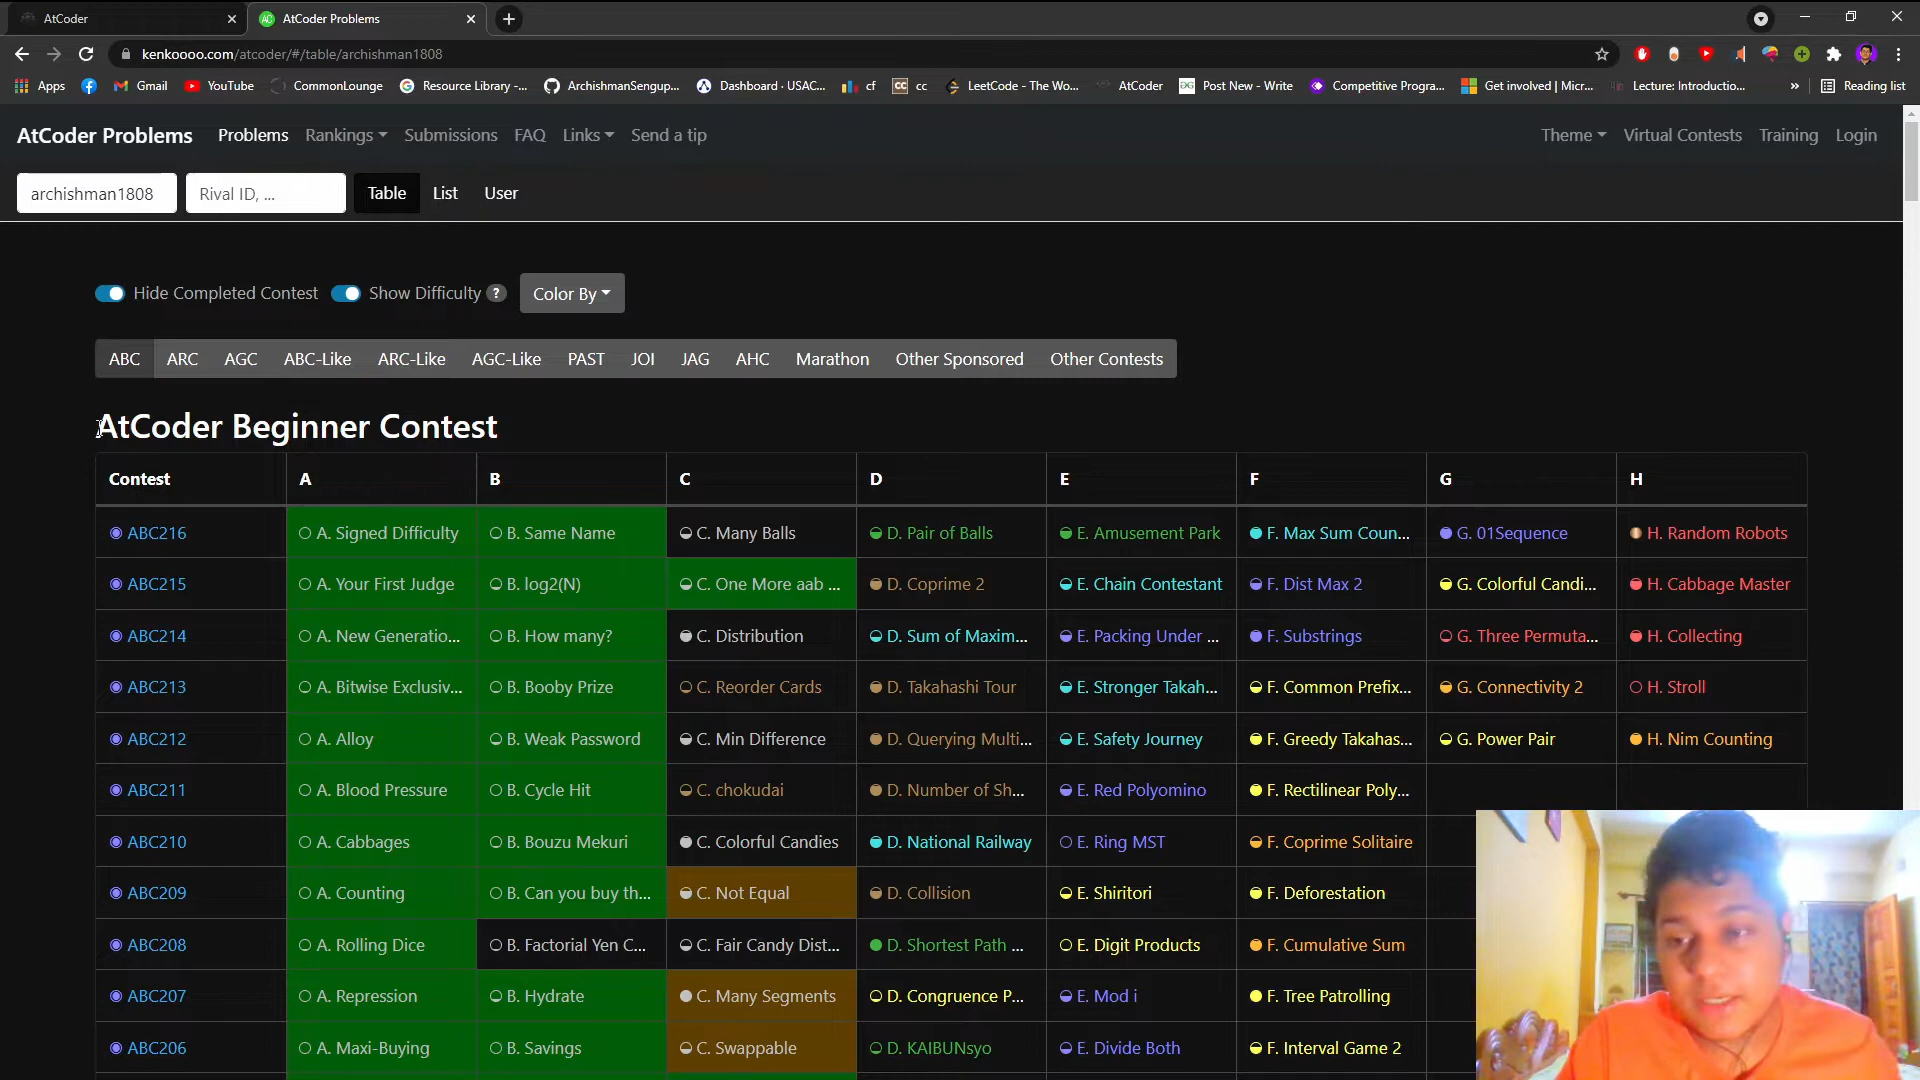 AtCoder
AtCoder Problems
kenkoooo.com/atcoder/#/table/archishman1808
Apps Gmail YouTube CommonLounge Resource Library -... ArchishmanSengup... Dashboard · USAC... cf cc LeetCode - The Wo... AtCoder Post New - Write Competitive Progra... Get involved | Micr... Lecture: Introductio... » Reading list
AtCoder Problems Problems Rankings Submissions FAQ Links Send a tip Theme Virtual Contests Training Login
archishman1808 Rival ID, ... Table List User
Hide Completed Contest Show Difficulty ? Color By
ABC ARC AGC ABC-Like ARC-Like AGC-Like PAST JOI JAG AHC Marathon Other Sponsored Other Contests
AtCoder Beginner Contest
Contest A B C D E F G H
ABC216 A. Signed Difficulty B. Same Name C. Many Balls D. Pair of Balls E. Amusement Park F. Max Sum Coun... G. 01Sequence H. Random Robots
ABC215 A. Your First Judge B. log2(N) C. One More aab ... D. Coprime 2 E. Chain Contestant F. Dist Max 2 G. Colorful Candi... H. Cabbage Master
ABC214 A. New Generatio... B. How many? C. Distribution D. Sum of Maxim... E. Packing Under ... F. Substrings G. Three Permuta... H. Collecting
ABC213 A. Bitwise Exclusiv... B. Booby Prize C. Reorder Cards D. Takahashi Tour E. Stronger Takah... F. Common Prefix... G. Connectivity 2 H. Stroll
ABC212 A. Alloy B. Weak Password C. Min Difference D. Querying Multi... E. Safety Journey F. Greedy Takahas... G. Power Pair H. Nim Counting
ABC211 A. Blood Pressure B. Cycle Hit C. chokudai D. Number of Sh... E. Red Polyomino F. Rectilinear Poly...
ABC210 A. Cabbages B. Bouzu Mekuri C. Colorful Candies D. National Railway E. Ring MST F. Coprime Solitaire
ABC209 A. Counting B. Can you buy th... C. Not Equal D. Collision E. Shiritori F. Deforestation
ABC208 A. Rolling Dice B. Factorial Yen C... C. Fair Candy Dist... D. Shortest Path ... E. Digit Products F. Cumulative Sum
ABC207 A. Repression B. Hydrate C. Many Segments D. Congruence P... E. Mod i F. Tree Patrolling
ABC206 A. Maxi-Buying B. Savings C. Swappable D. KAIBUNsyo E. Divide Both F. Interval Game 2